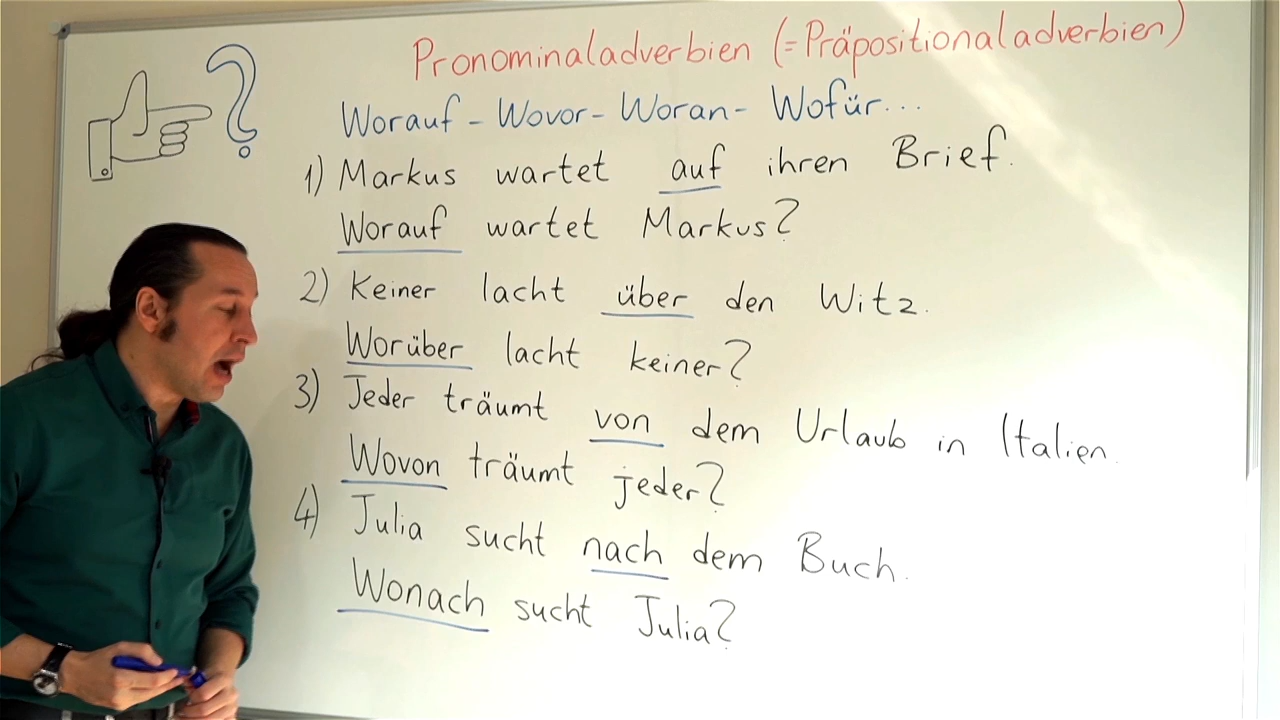 Pronominaladverbien (=Präpositionaladverbien)
Worauf - Wovor - Woran - Wofür...
1) Markus wartet auf ihren Brief.
Worauf wartet Markus?
2) Keiner lacht über den Witz.
Worüber lacht keiner?
3) Jeder träumt von dem Urlaub in Italien.
Wovon träumt jeder?
4) Julia sucht nach dem Buch.
Wonach sucht Julia?